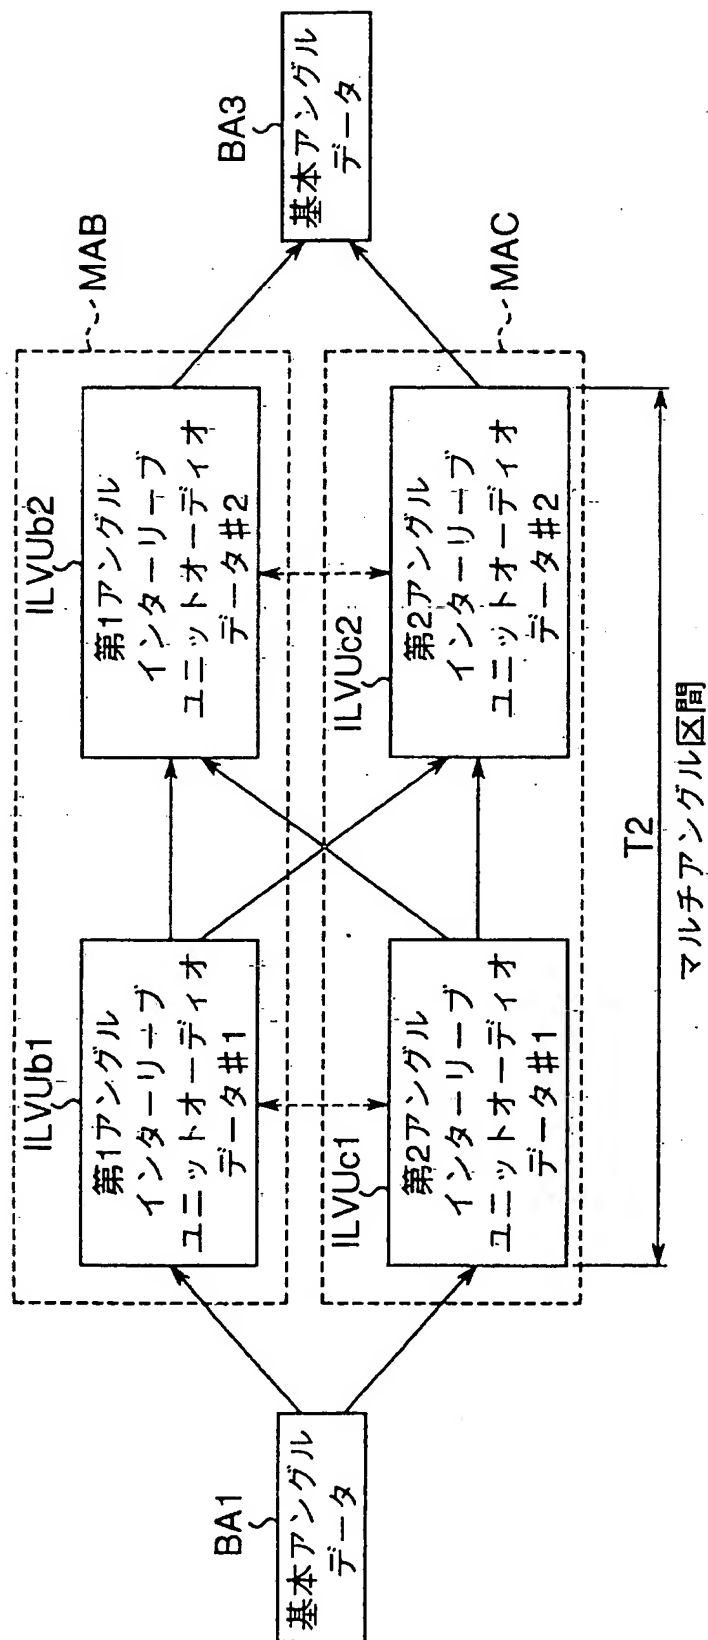 BA1
基本アングル
データ
MAB
ILVUb1
第1アングル
インターリーブ
ユニットオーディオ
データ#1
ILVUb2
第1アングル
インターリーブ
ユニットオーディオ
データ#2
BA3
基本アングル
データ
MAC
ILVUc1
第2アングル
インターリーブ
ユニットオーディオ
データ#1
ILVUc2
第2アングル
インターリーブ
ユニットオーディオ
データ#2
T2
マルチアングル区間